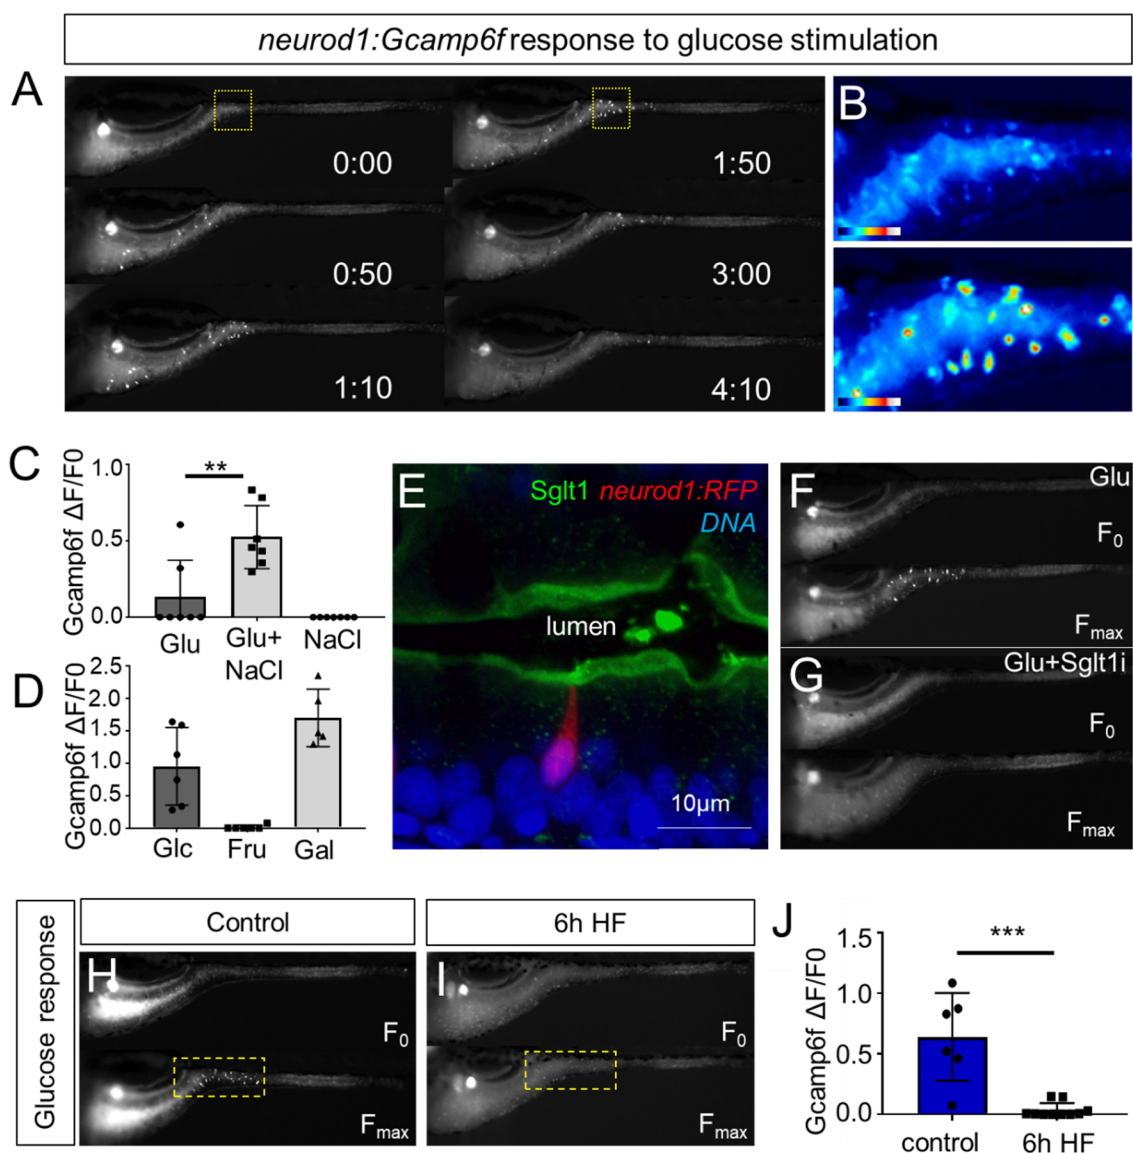 neurod1:Gcamp6f response to glucose stimulation
A
0:00
1:50
0:50
3:00
1:10
4:10
B
C
Gcamp6f ΔF/F0
1.0
0.5
0.0
**
Glu
Glu+
NaCl
NaCl
D
Gcamp6f ΔF/F0
2.5
2.0
1.5
1.0
0.5
0.0
Glc
Fru
Gal
E
Sglt1 neurod1:RFP
DNA
lumen
10μm
F
Glu
F0
Fmax
G
Glu+Sglt1i
F0
Fmax
Glucose response
Control
H
F0
Fmax
6h HF
I
F0
Fmax
J
Gcamp6f ΔF/F0
1.5
1.0
0.5
0.0
***
control
6h HF